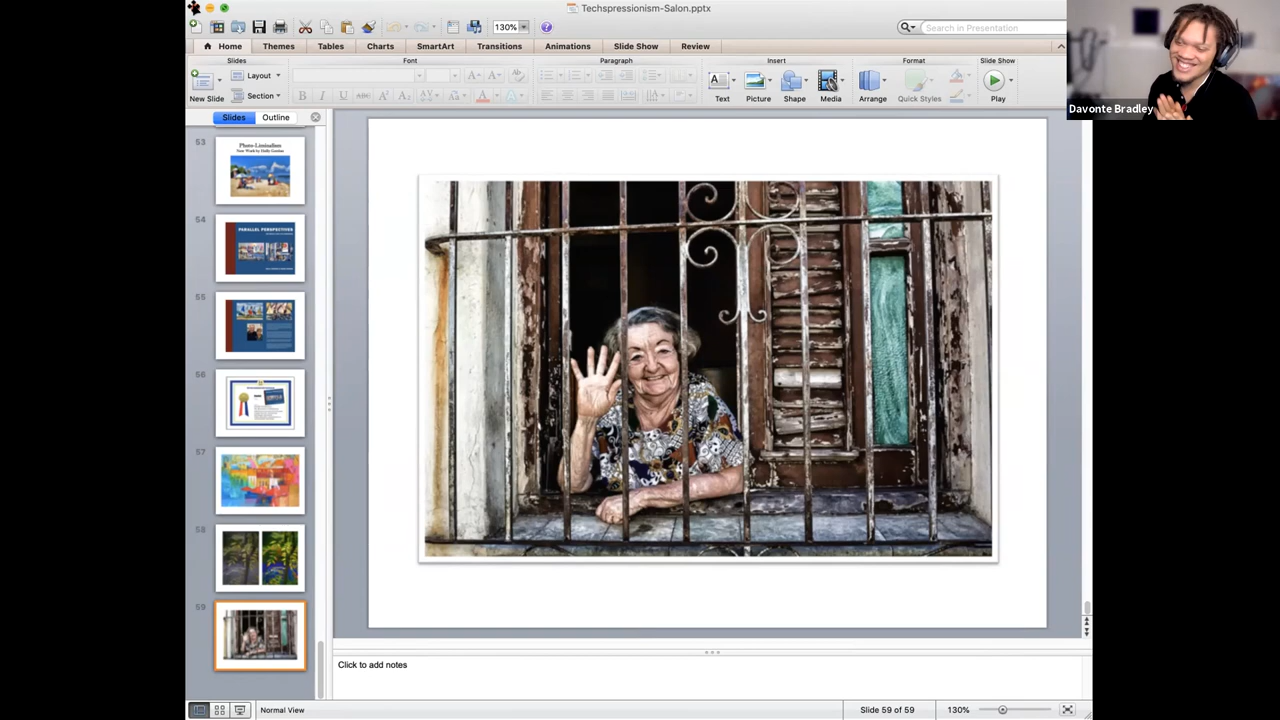 Techspressionism-Salon.pptx
130%
Search in Presentation
Home
Themes
Tables
Charts
SmartArt
Transitions
Animations
Slide Show
Review
Slides
Font
Paragraph
Insert
Format
Slide Show
New Slide
Layout
Section
Text
Picture
Shape
Media
Arrange
Quick Styles
Play
Davonte Bradley
Slides
Outline
53
Photo-Liminalism
54
PARALLEL PERSPECTIVES
55
56
57
58
59
Click to add notes
Normal View
Slide 59 of 59
130%